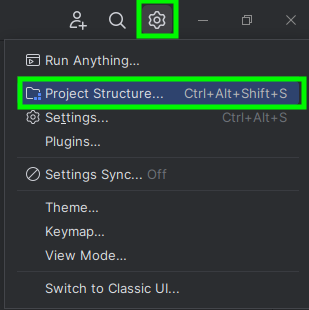 Run Anything...
Project Structure... Ctrl+Alt+Shift+S
Settings... Ctrl+Alt+S
Plugins...
Settings Sync... Off
Theme...
Keymap...
View Mode...
Switch to Classic UI...